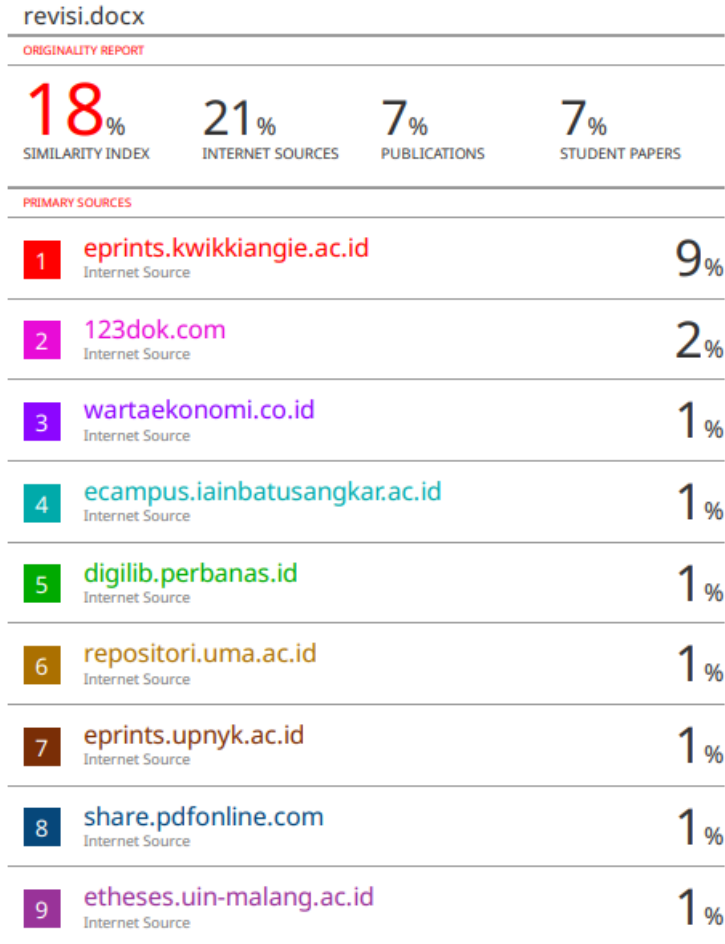 revisi.docx
ORIGINALITY REPORT
18% 21% 7% 7%
SIMILARITY INDEX INTERNET SOURCES PUBLICATIONS STUDENT PAPERS
PRIMARY SOURCES
1 eprints.kwikkiangie.ac.id 9%
Internet Source
2 123dok.com 2%
Internet Source
3 wartaekonomi.co.id 1%
Internet Source
4 ecampus.iainbatusangkar.ac.id 1%
Internet Source
5 digilib.perbanas.id 1%
Internet Source
6 repositori.uma.ac.id 1%
Internet Source
7 eprints.upnyk.ac.id 1%
Internet Source
8 share.pdfonline.com 1%
Internet Source
9 etheses.uin-malang.ac.id 1%
Internet Source